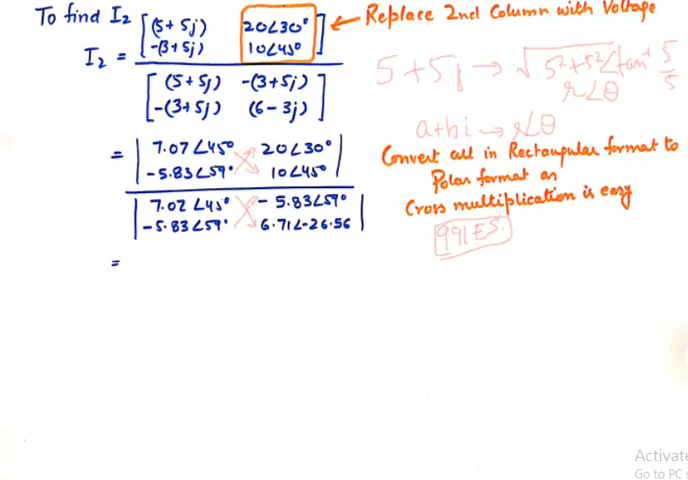 To find I2
[(5+5j) 20∠30°] ← Replace 2nd Column with Voltage
I2 = [-(3+5j) 10∠45°]
[(5+5j) -(3+5j)]
[-(3+5j) (6-3j)]
5+5j → √5²+5² ∠tan⁻¹ 5/5
r∠θ
a+bi → r∠θ
= | 7.07∠45° 20∠30° |
| -5.83∠59° 10∠45° |
| 7.07∠45° -5.83∠59° |
| -5.83∠59° 6.71∠-26.56 |
Convert all in Rectangular format to
Polar format as
Cross multiplication is easy
991ES
=
Activate
Go to PC s